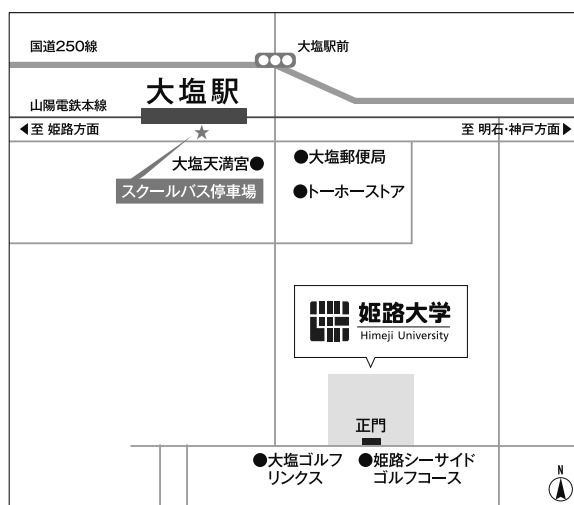 国道250線
大塩駅前
大塩駅
山陽電鉄本線
◀至 姫路方面
至 明石・神戸方面▶
★
大塩天満宮●
●大塩郵便局
スクールバス停車場
●トーホーストア
姫路大学
Himeji University
正門
●大塩ゴルフ
リンクス
●姫路シーサイド
ゴルフコース
N